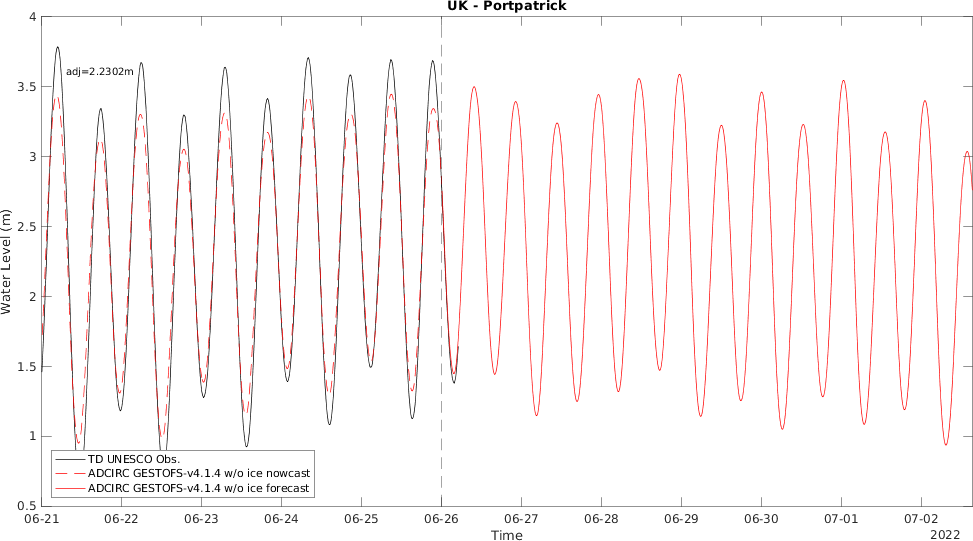 UK - Portpatrick
4
3.5
3
2.5
2
1.5
1
0.5
Water Level (m)
adj=2.2302m
TD UNESCO Obs.
ADCIRC GESTOFS-v4.1.4 w/o ice nowcast
ADCIRC GESTOFS-v4.1.4 w/o ice forecast
06-21 06-22 06-23 06-24 06-25 06-26 06-27 06-28 06-29 06-30 07-01 07-02
Time
2022